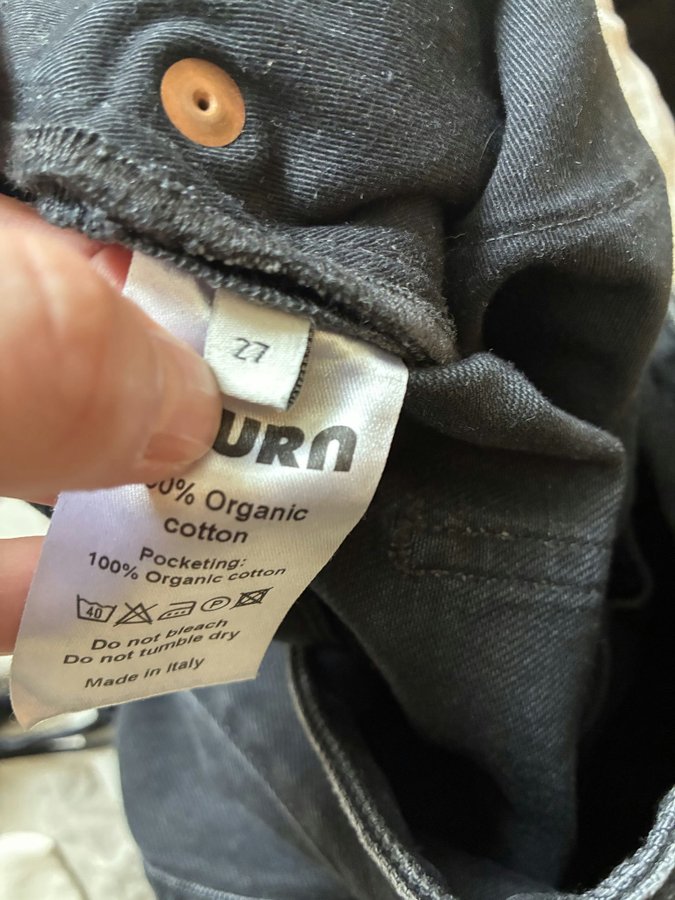 27
URN
0% Organic
cotton
Pocketing:
100% Organic cotton
40 P
Do not bleach
Do not tumble dry
Made in Italy